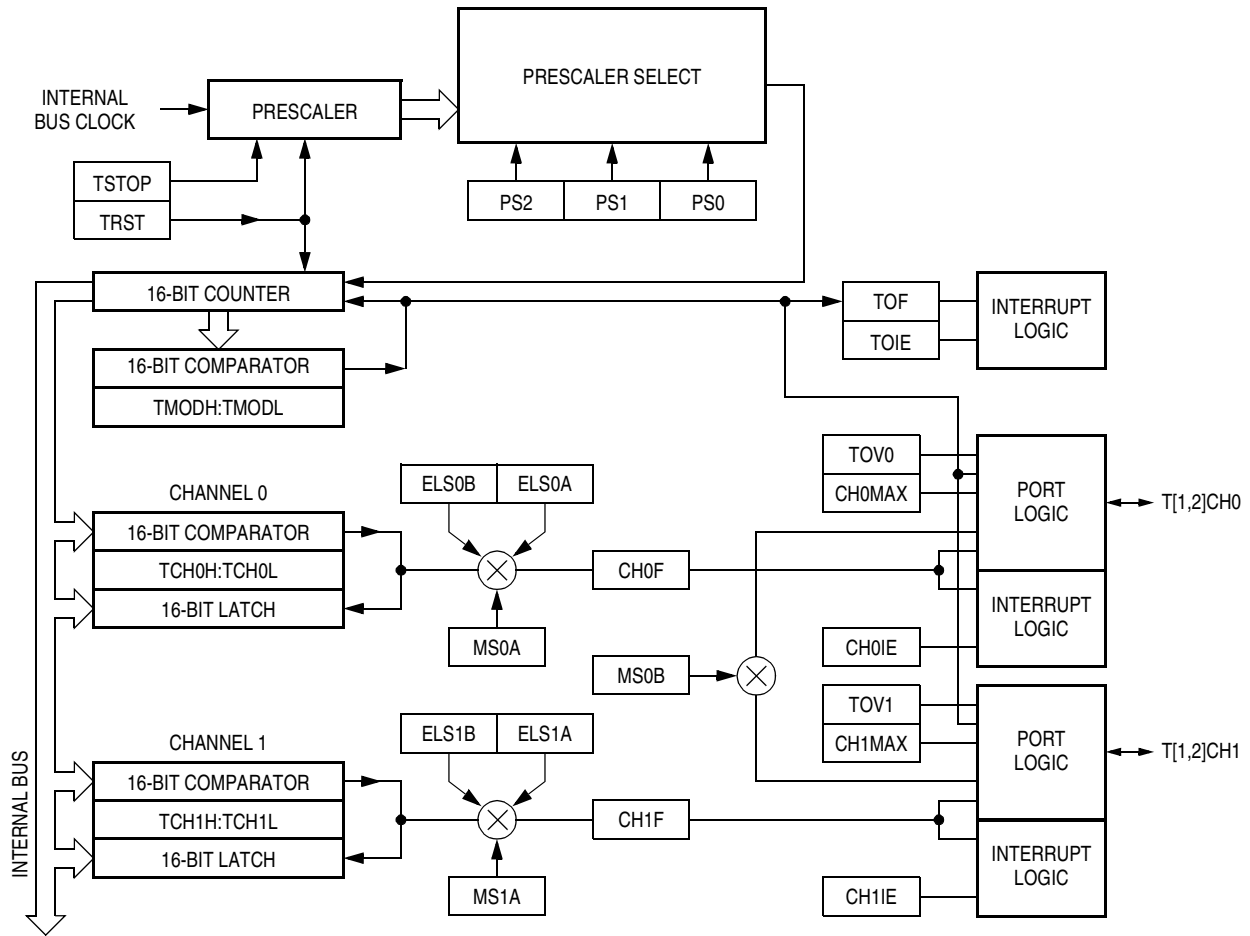 PRESCALER SELECT
INTERNAL
BUS CLOCK
PRESCALER
TSTOP
TRST
PS2
PS1
PS0
16-BIT COUNTER
TOF
TOIE
INTERRUPT
LOGIC
16-BIT COMPARATOR
TMODH:TMODL
CHANNEL 0
ELS0B
ELS0A
TOV0
CH0MAX
PORT
LOGIC
T[1,2]CH0
16-BIT COMPARATOR
TCH0H:TCH0L
16-BIT LATCH
CH0F
MS0A
INTERRUPT
LOGIC
CH0IE
MS0B
CHANNEL 1
ELS1B
ELS1A
TOV1
CH1MAX
PORT
LOGIC
T[1,2]CH1
16-BIT COMPARATOR
TCH1H:TCH1L
16-BIT LATCH
CH1F
MS1A
INTERRUPT
LOGIC
CH1IE
INTERNAL BUS